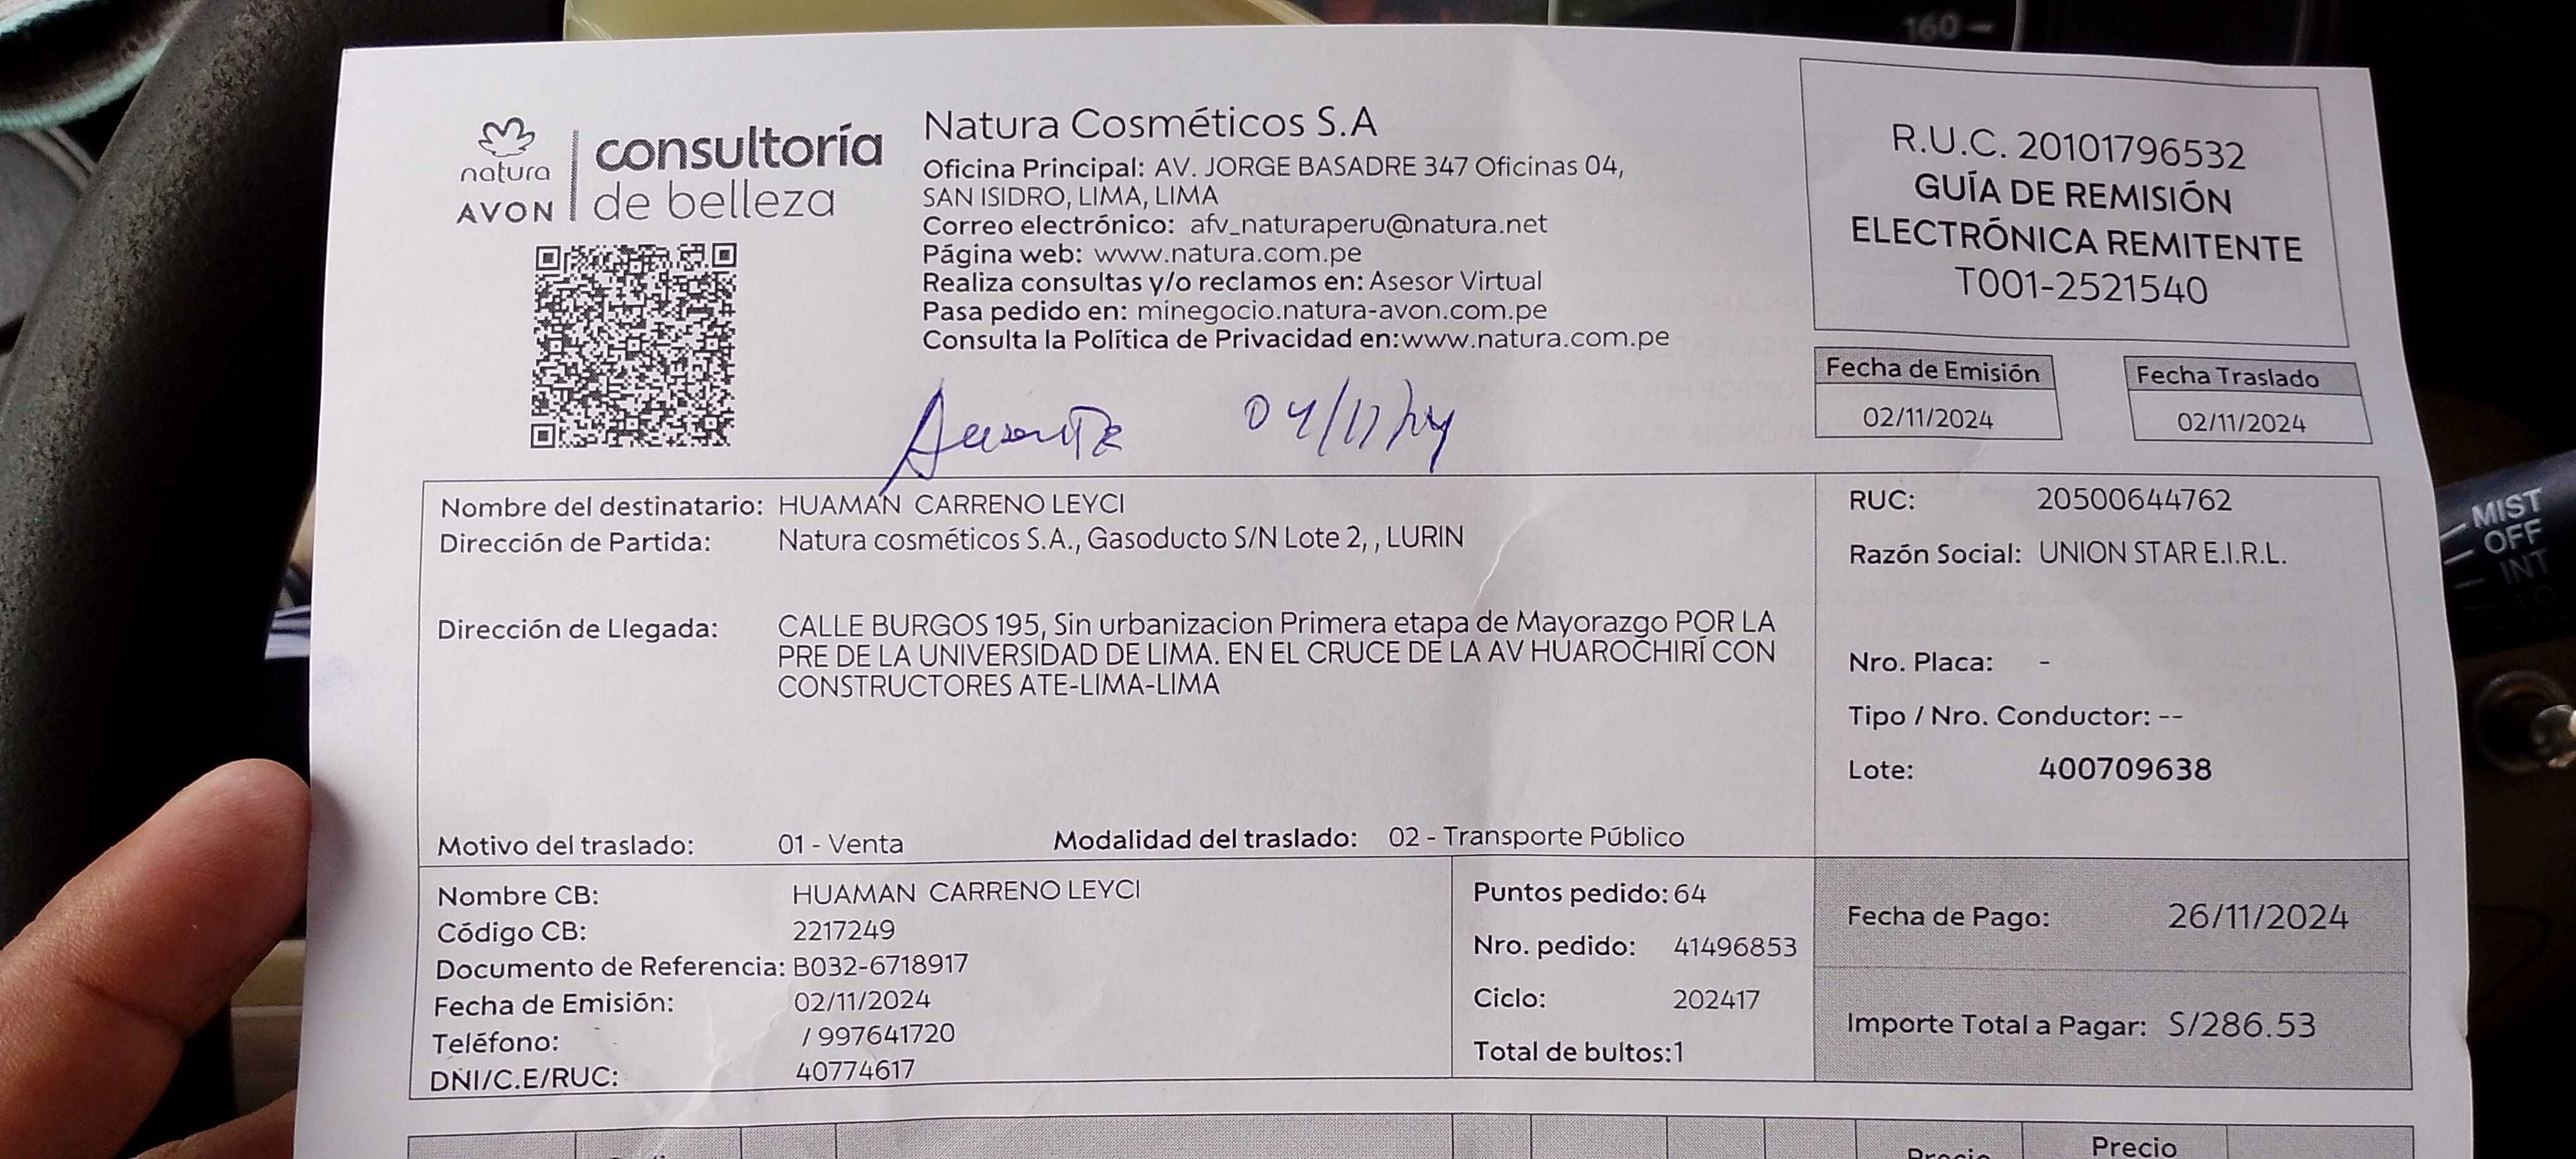 160
natura
AVON
consultoría
de belleza
Natura Cosméticos S.A
Oficina Principal: AV. JORGE BASADRE 347 Oficinas 04,
SAN ISIDRO, LIMA, LIMA
Correo electrónico: afv_naturaperu@natura.net
Página web: www.natura.com.pe
Realiza consultas y/o reclamos en: Asesor Virtual
Pasa pedido en: minegocio.natura-avon.com.pe
Consulta la Política de Privacidad en:www.natura.com.pe
R.U.C. 20101796532
GUÍA DE REMISIÓN
ELECTRÓNICA REMITENTE
T001-2521540
Fecha de Emisión
02/11/2024
Fecha Traslado
02/11/2024
04/11/24
Nombre del destinatario: HUAMAN CARRENO LEYCI
Dirección de Partida: Natura cosméticos S.A., Gasoducto S/N Lote 2, , LURIN
Dirección de Llegada: CALLE BURGOS 195, Sin urbanizacion Primera etapa de Mayorazgo POR LA
PRE DE LA UNIVERSIDAD DE LIMA. EN EL CRUCE DE LA AV HUAROCHIRÍ CON
CONSTRUCTORES ATE-LIMA-LIMA
Motivo del traslado: 01 - Venta Modalidad del traslado: 02 - Transporte Público
RUC: 20500644762
Razón Social: UNION STAR E.I.R.L.
Nro. Placa: -
Tipo / Nro. Conductor: --
Lote: 400709638
Nombre CB: HUAMAN CARRENO LEYCI
Código CB: 2217249
Documento de Referencia: B032-6718917
Fecha de Emisión: 02/11/2024
Teléfono: / 997641720
DNI/C.E/RUC: 40774617
Puntos pedido: 64
Nro. pedido: 41496853
Ciclo: 202417
Total de bultos:1
Fecha de Pago: 26/11/2024
Importe Total a Pagar: S/286.53
Precio
Precio
MIST
OFF
INT
LO